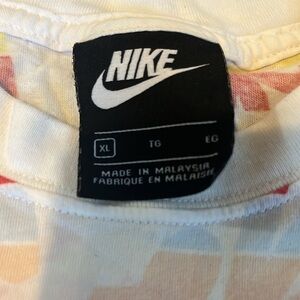 NIKE
XL TG EG
MADE IN MALAYSIA
FABRIQUE EN MALAISIE